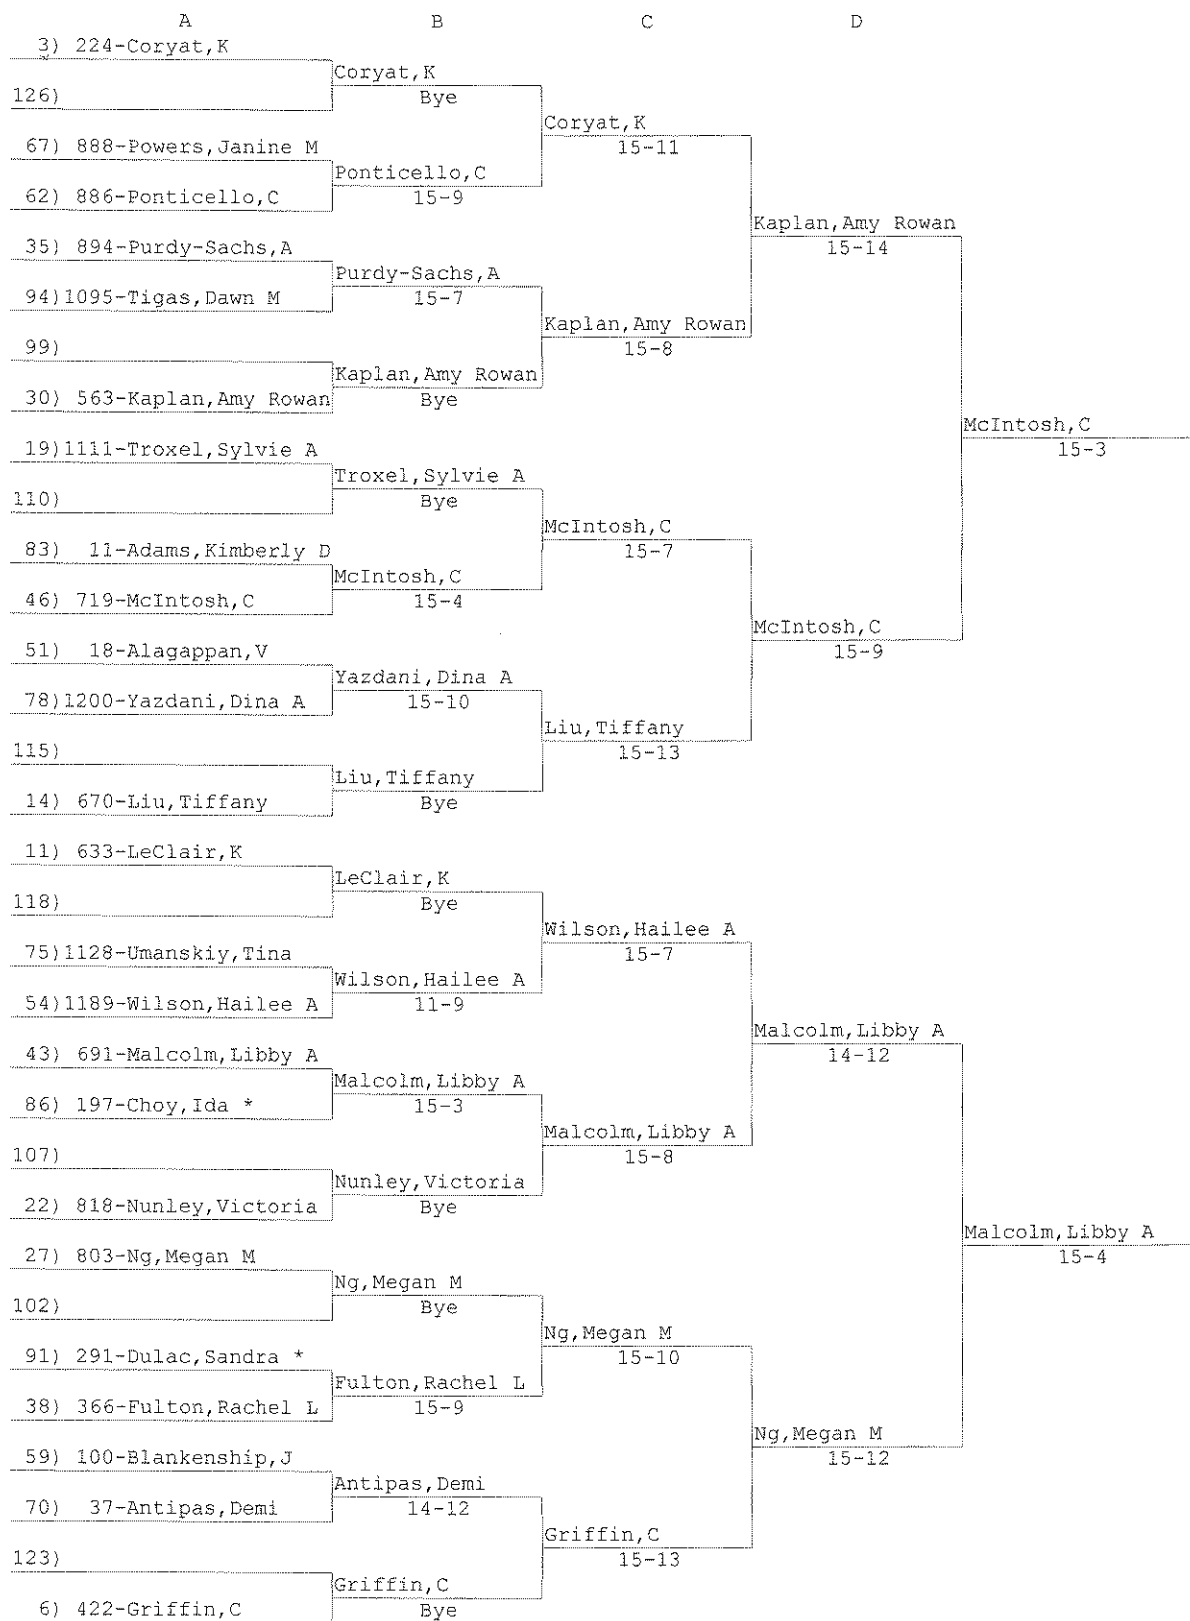 A B C D
3) 224-Coryat,K
Coryat,K
126)
Bye
Coryat,K
67) 888-Powers,Janine M
15-11
Ponticello,C
62) 886-Ponticello,C
15-9
Kaplan,Amy Rowan
35) 894-Purdy-Sachs,A
15-14
Purdy-Sachs,A
94)1095-Tigas,Dawn M
15-7
Kaplan,Amy Rowan
99)
15-8
Kaplan,Amy Rowan
30) 563-Kaplan,Amy Rowan
Bye
McIntosh,C
19)1111-Troxel,Sylvie A
15-3
Troxel,Sylvie A
110)
Bye
McIntosh,C
83) 11-Adams,Kimberly D
15-7
McIntosh,C
46) 719-McIntosh,C
15-4
McIntosh,C
51) 18-Alagappan,V
15-9
Yazdani,Dina A
78)1200-Yazdani,Dina A
15-10
Liu,Tiffany
115)
15-13
Liu,Tiffany
14) 670-Liu,Tiffany
Bye
11) 633-LeClair,K
LeClair,K
118)
Bye
Wilson,Hailee A
75)1128-Umanskiy,Tina
15-7
Wilson,Hailee A
54)1189-Wilson,Hailee A
11-9
Malcolm,Libby A
43) 691-Malcolm,Libby A
14-12
Malcolm,Libby A
86) 197-Choy,Ida *
15-3
Malcolm,Libby A
107)
15-8
Nunley,Victoria
22) 818-Nunley,Victoria
Bye
Malcolm,Libby A
27) 803-Ng,Megan M
15-4
Ng,Megan M
102)
Bye
Ng,Megan M
91) 291-Dulac,Sandra *
15-10
Fulton,Rachel L
38) 366-Fulton,Rachel L
15-9
Ng,Megan M
59) 100-Blankenship,J
15-12
Antipas,Demi
70) 37-Antipas,Demi
14-12
Griffin,C
123)
15-13
Griffin,C
6) 422-Griffin,C
Bye